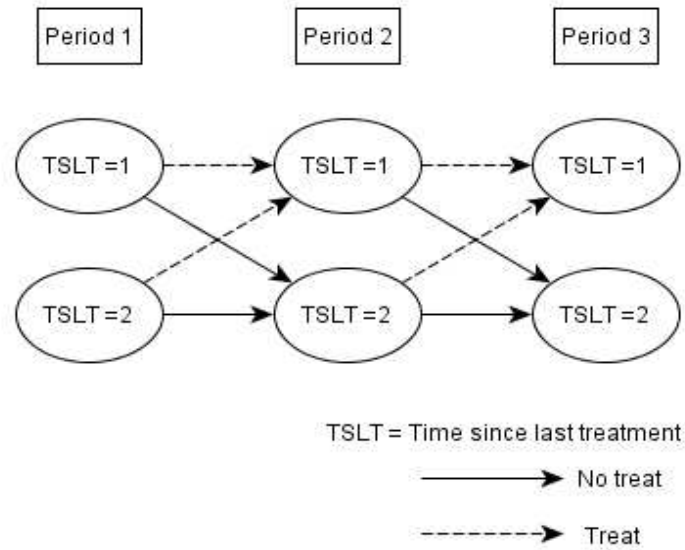 Period 1
Period 2
Period 3
TSLT =1
TSLT =1
TSLT =1
TSLT =2
TSLT =2
TSLT =2
TSLT = Time since last treatment
No treat
Treat